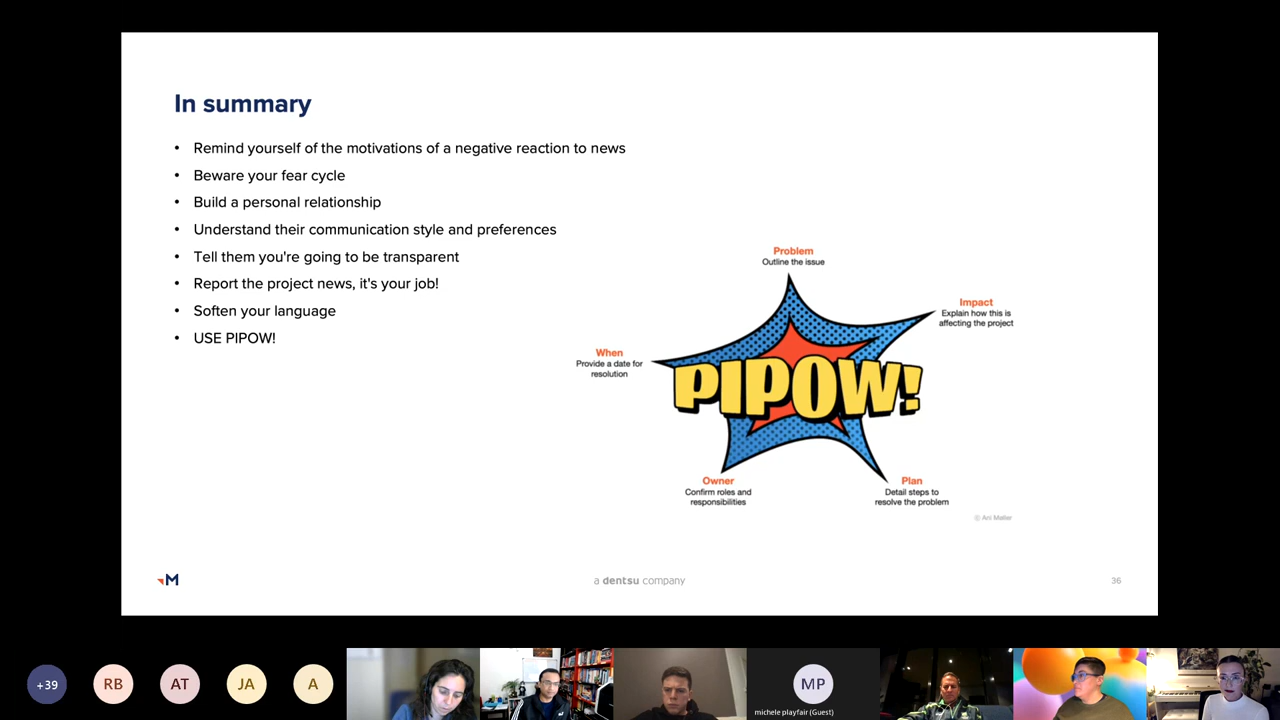 In summary
• Remind yourself of the motivations of a negative reaction to news
• Beware your fear cycle
• Build a personal relationship
• Understand their communication style and preferences
• Tell them you're going to be transparent
• Report the project news, it's your job!
• Soften your language
• USE PIPOW!
Problem
Outline the issue
Impact
Explain how this is
affecting the project
When
Provide a date for
resolution
PIPOW!
Owner
Confirm roles and
responsibilities
Plan
Detail steps to
resolve the problem
© Ani Møller
M
a dentsu company
36
+39
RB
AT
JA
A
MP
michele playfair (Guest)